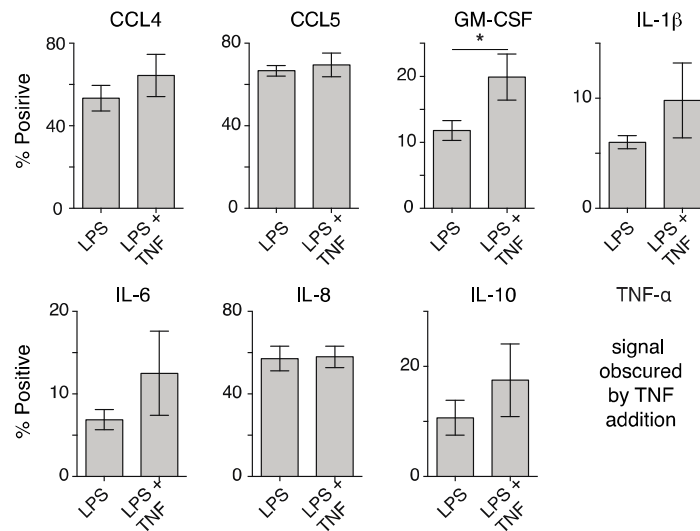 CCL4
CCL5
GM-CSF
IL-1β
% Posirive
80
40
0
LPS
LPS +
TNF
80
40
0
LPS
LPS +
TNF
*
20
10
0
LPS
LPS +
TNF
10
0
LPS
LPS +
TNF
IL-6
IL-8
IL-10
TNF-α
% Positive
20
10
0
LPS
LPS +
TNF
80
40
0
LPS
LPS +
TNF
20
0
LPS
LPS +
TNF
signal
obscured
by TNF
addition